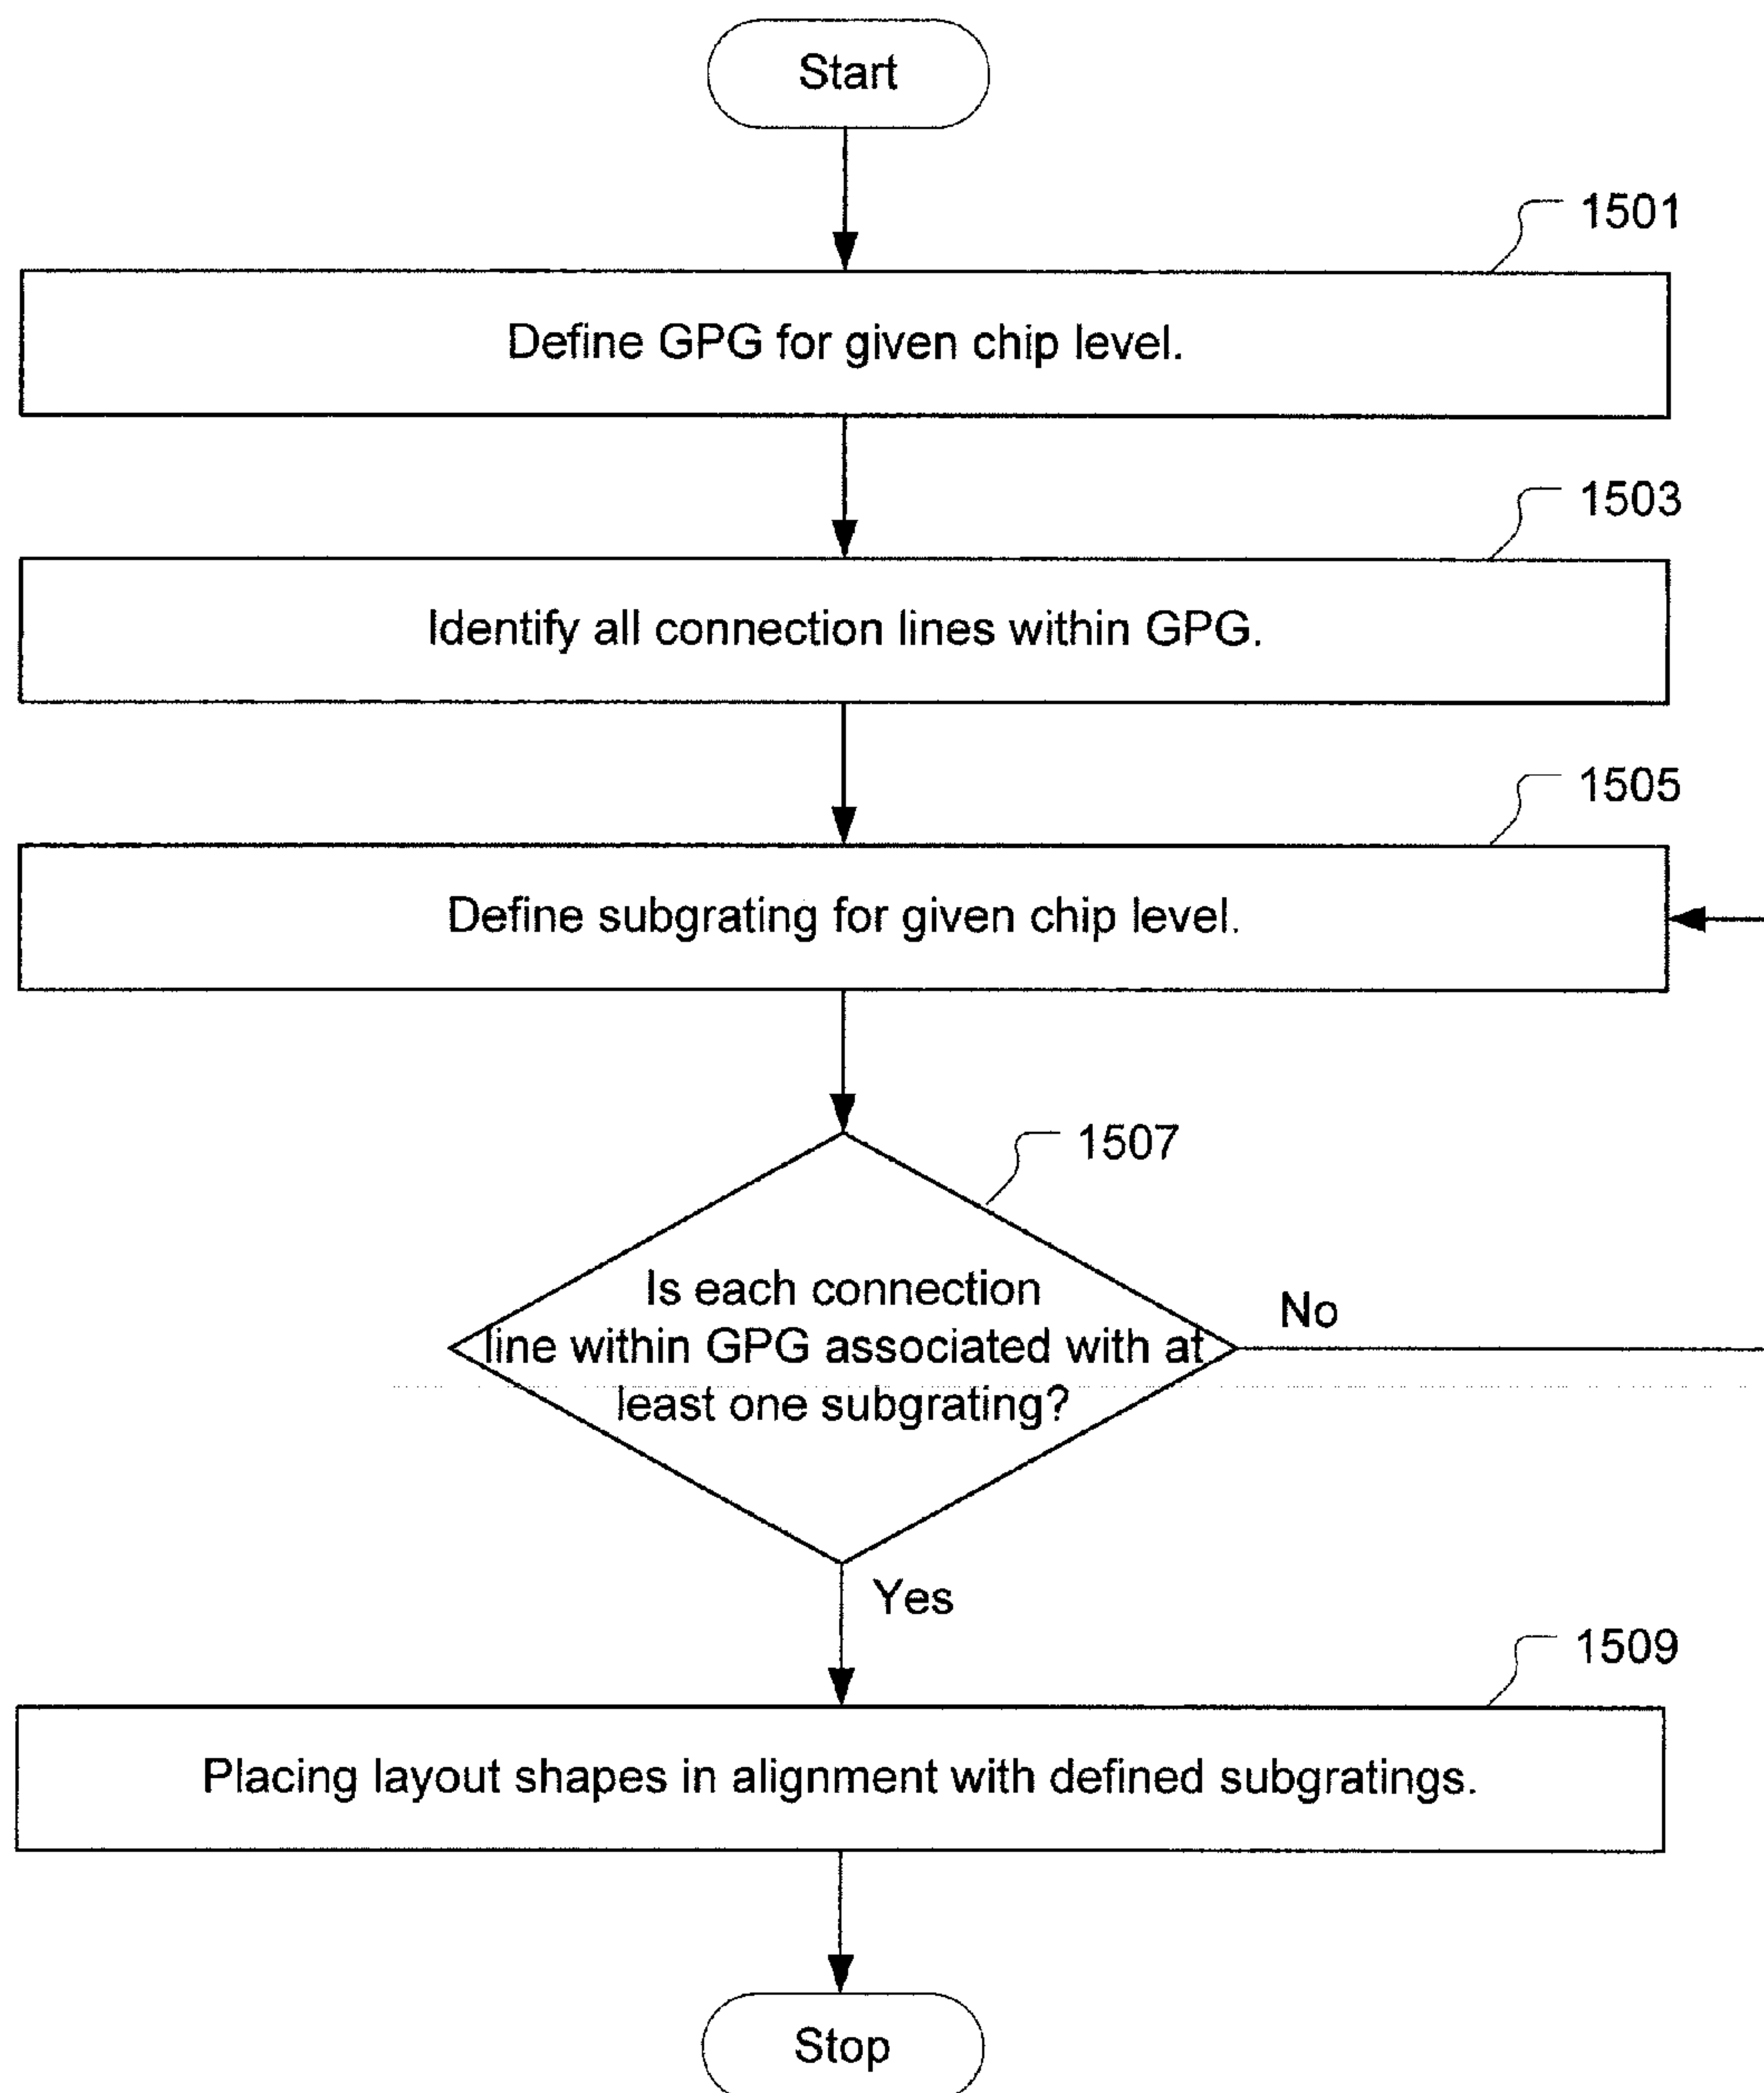 Start
1501
Define GPG for given chip level.
1503
Identify all connection lines within GPG.
1505
Define subgrating for given chip level.
1507
Is each connection
line within GPG associated with at
least one subgrating?
No
Yes
1509
Placing layout shapes in alignment with defined subgratings.
Stop